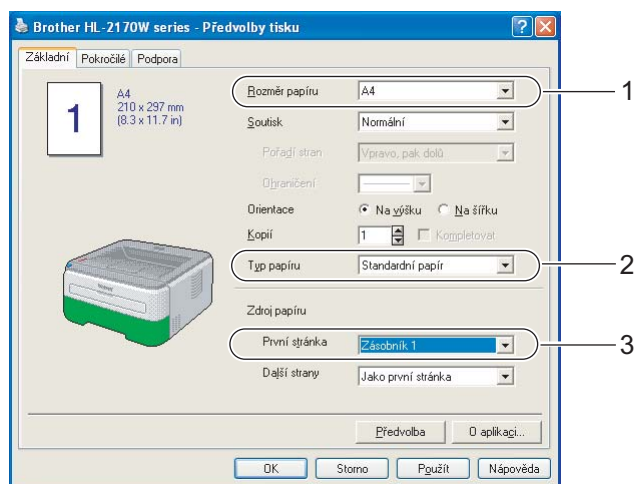 Brother HL-2170W series - Předvolby tisku
Základní Pokročilé Podpora
1
A4
210 x 297 mm
(8.3 x 11.7 in)
Rozměr papíru A4 1
Soutisk Normální
Pořadí stran Vpravo, pak dolů
Ohraničení
Orientace Na výšku Na šířku
Kopií 1 Kompletovat
Typ papíru Standardní papír 2
Zdroj papíru
První stránka Zásobník 1 3
Další strany Jako první stránka
Předvolba O aplikaci...
OK Storno Použít Nápověda